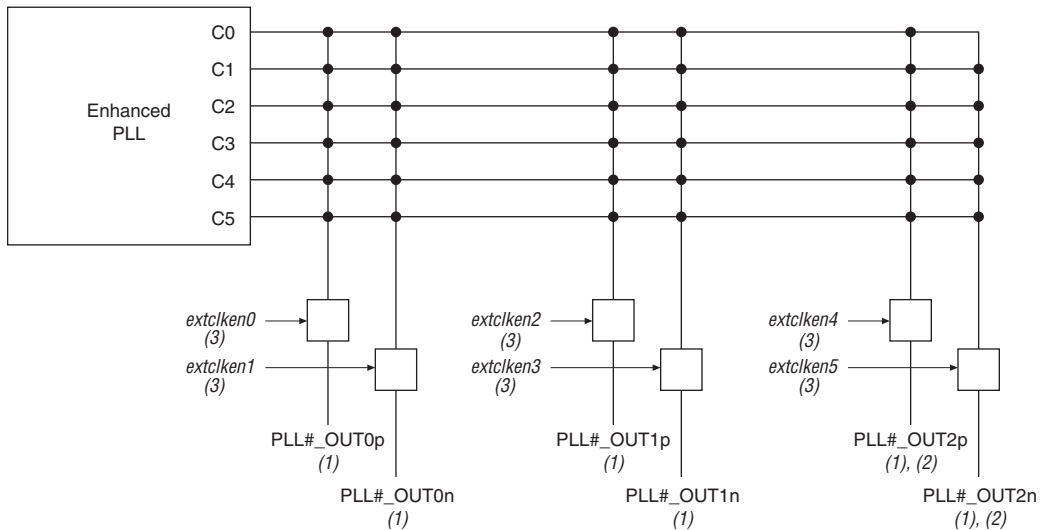 C0
C1
C2
C3
C4
C5
Enhanced
PLL
extclken0
(3)
extclken1
(3)
extclken2
(3)
extclken3
(3)
extclken4
(3)
extclken5
(3)
PLL#_OUT0p
(1)
PLL#_OUT0n
(1)
PLL#_OUT1p
(1)
PLL#_OUT1n
(1)
PLL#_OUT2p
(1), (2)
PLL#_OUT2n
(1), (2)